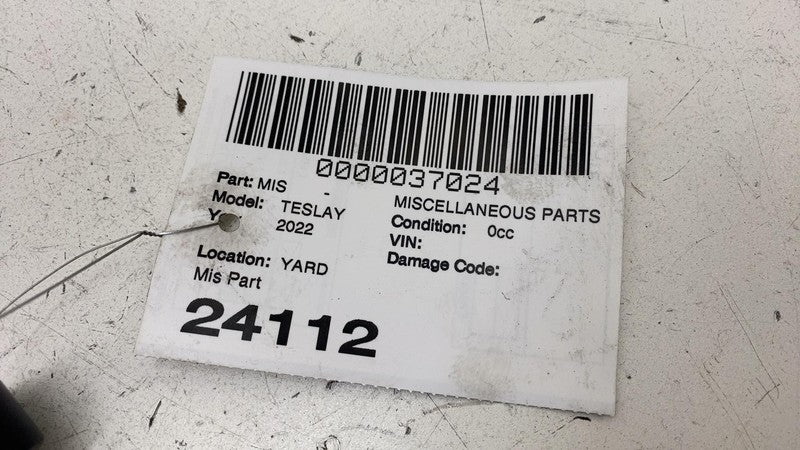 0000037024
Part: MIS - MISCELLANEOUS PARTS
Model: TESLAY Condition: 0cc
2022 VIN:
Location: YARD Damage Code:
Mis Part
24112